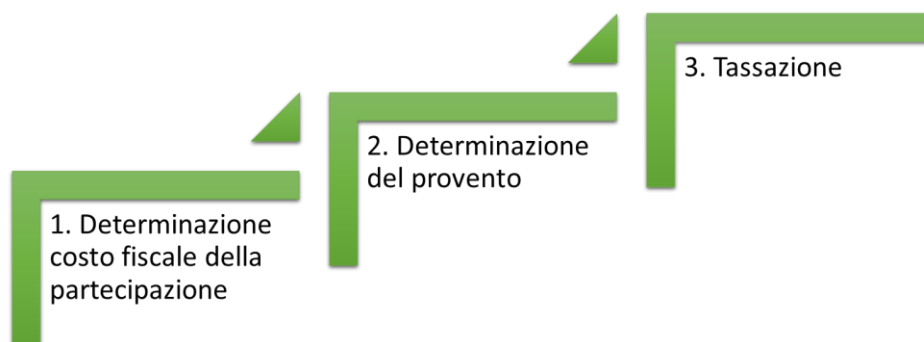 1. Determinazione
costo fiscale della
partecipazione
2. Determinazione
del provento
3. Tassazione